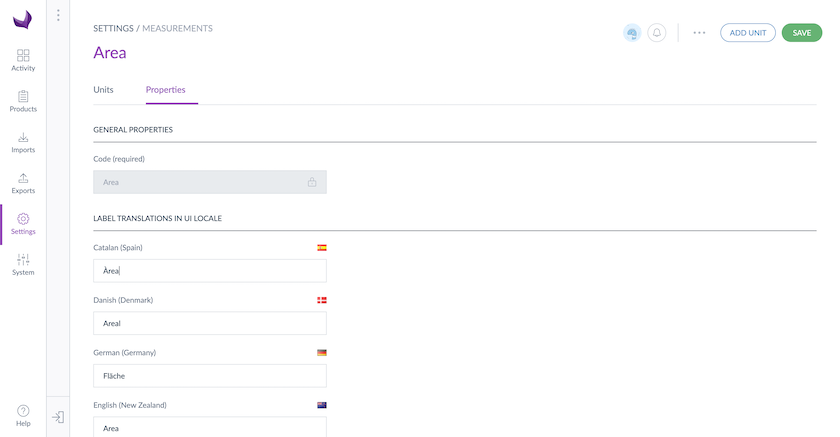 SETTINGS / MEASUREMENTS
Area
ADD UNIT
SAVE
Activity
Products
Imports
Exports
Settings
System
Help
Units
Properties
GENERAL PROPERTIES
Code (required)
Area
LABEL TRANSLATIONS IN UI LOCALE
Catalan (Spain)
Àrea
Danish (Denmark)
Areal
German (Germany)
Fläche
English (New Zealand)
Area